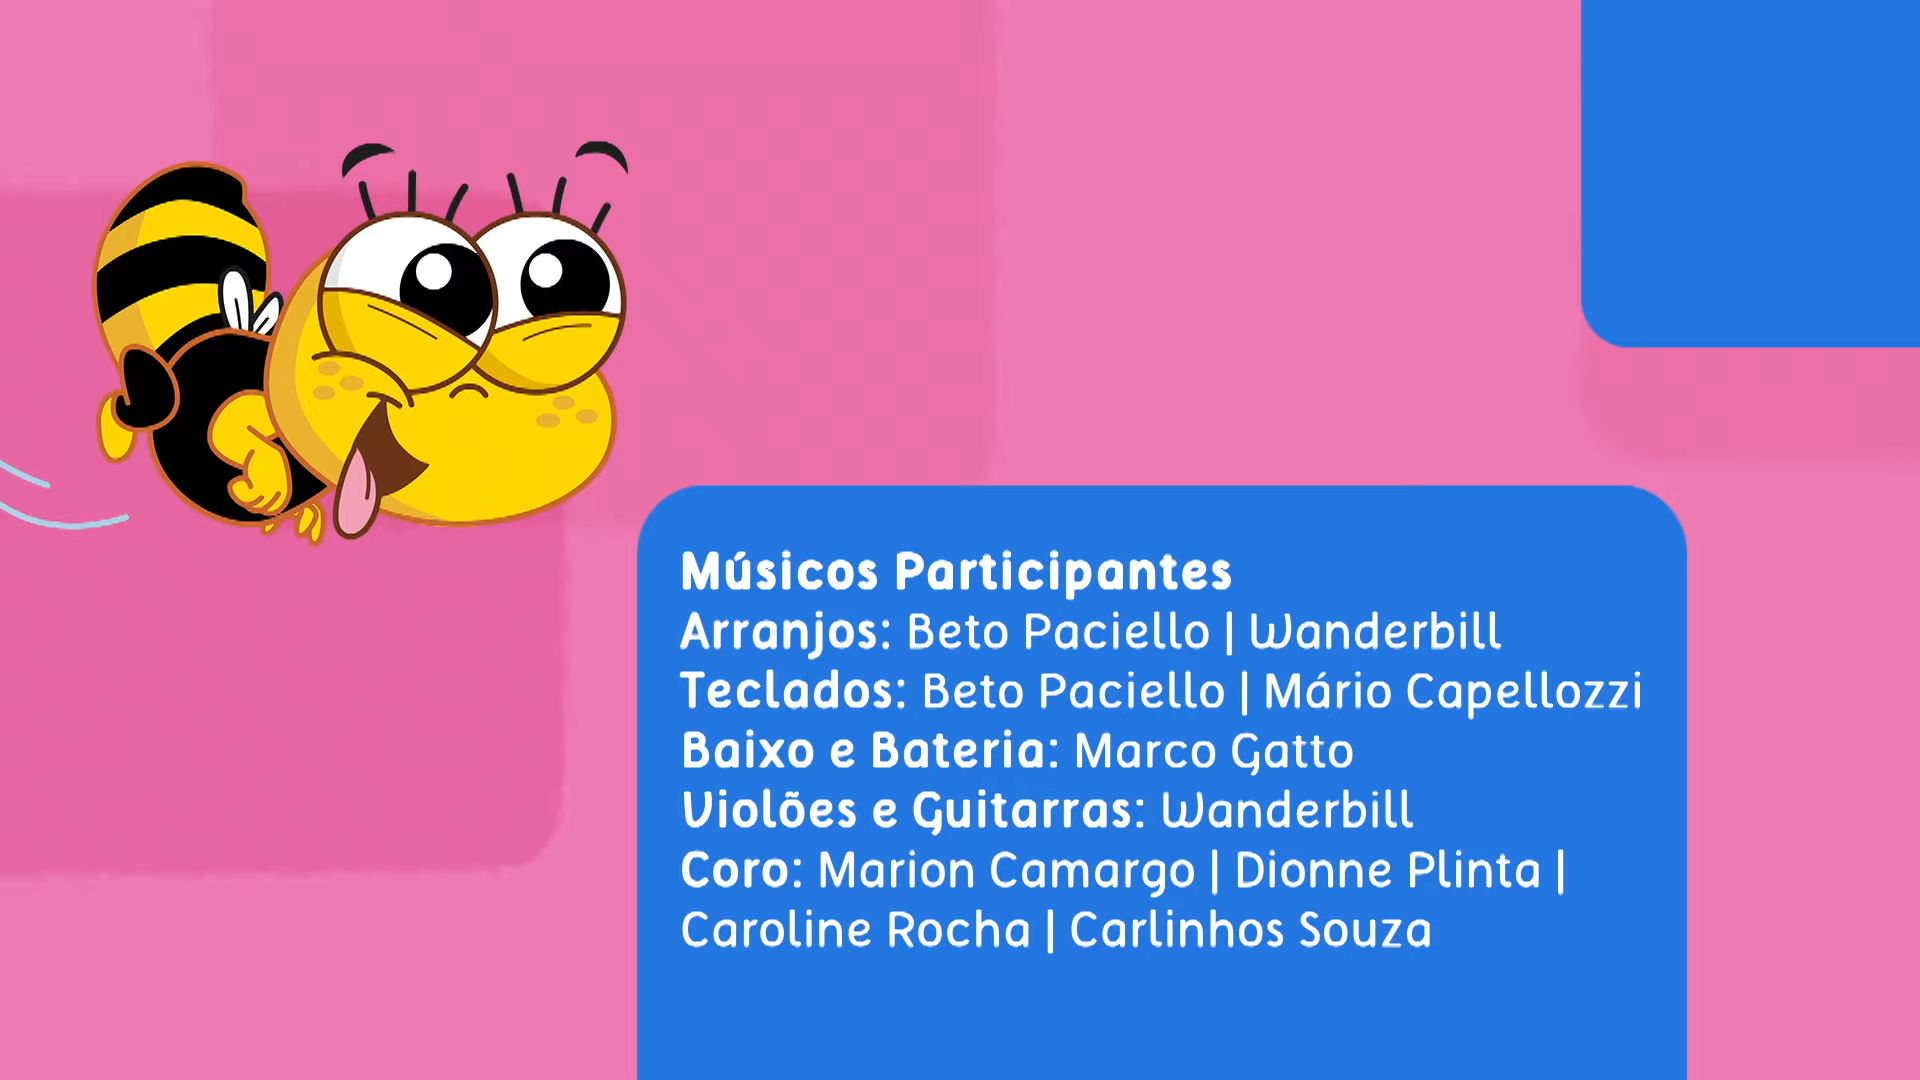 Músicos Participantes
Arranjos: Beto Paciello | Wanderbill
Teclados: Beto Paciello | Mário Capellozzi
Baixo e Bateria: Marco Gatto
Violões e Guitarras: Wanderbill
Coro: Marion Camargo | Dionne Plinta |
Caroline Rocha | Carlinhos Souza